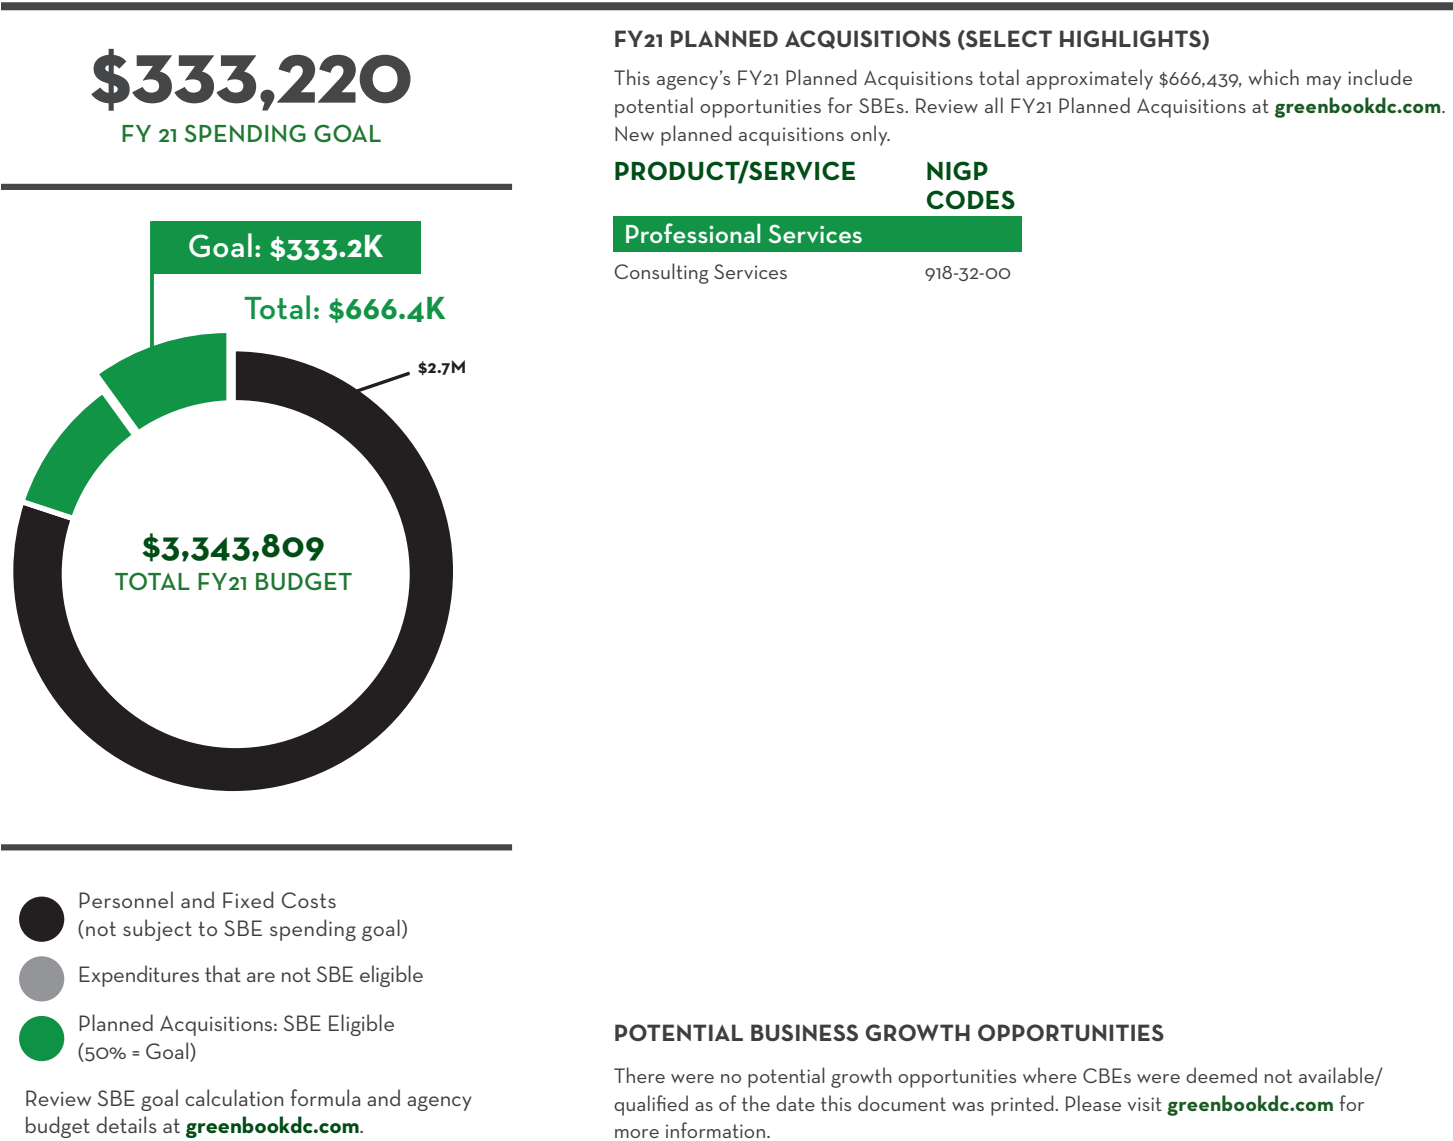 $333,220
FY 21 SPENDING GOAL
Goal: $333.2K
Total: $666.4K
$2.7M
$3,343,809
TOTAL FY21 BUDGET
Personnel and Fixed Costs
(not subject to SBE spending goal)
Expenditures that are not SBE eligible
Planned Acquisitions: SBE Eligible
(50% = Goal)
Review SBE goal calculation formula and agency
budget details at greenbookdc.com.
FY21 PLANNED ACQUISITIONS (SELECT HIGHLIGHTS)
This agency's FY21 Planned Acquisitions total approximately $666,439, which may include
potential opportunities for SBEs. Review all FY21 Planned Acquisitions at greenbookdc.com.
New planned acquisitions only.
PRODUCT/SERVICE NIGP
CODES
Professional Services
Consulting Services 918-32-00
POTENTIAL BUSINESS GROWTH OPPORTUNITIES
There were no potential growth opportunities where CBEs were deemed not available/
qualified as of the date this document was printed. Please visit greenbookdc.com for
more information.